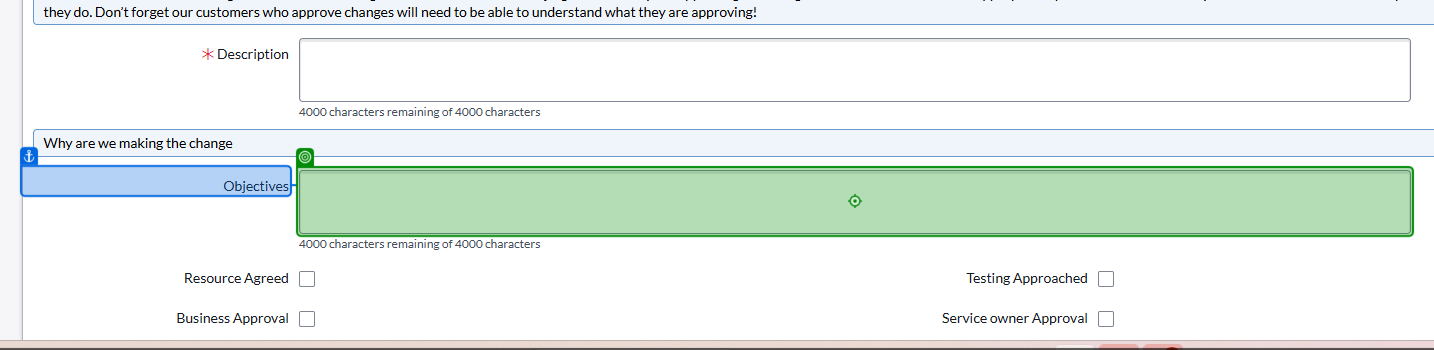 they do. Don't forget our customers who approve changes will need to be able to understand what they are approving!
Description
4000 characters remaining of 4000 characters
Why are we making the change
Objectives
4000 characters remaining of 4000 characters
Resource Agreed
Testing Approached
Business Approval
Service owner Approval